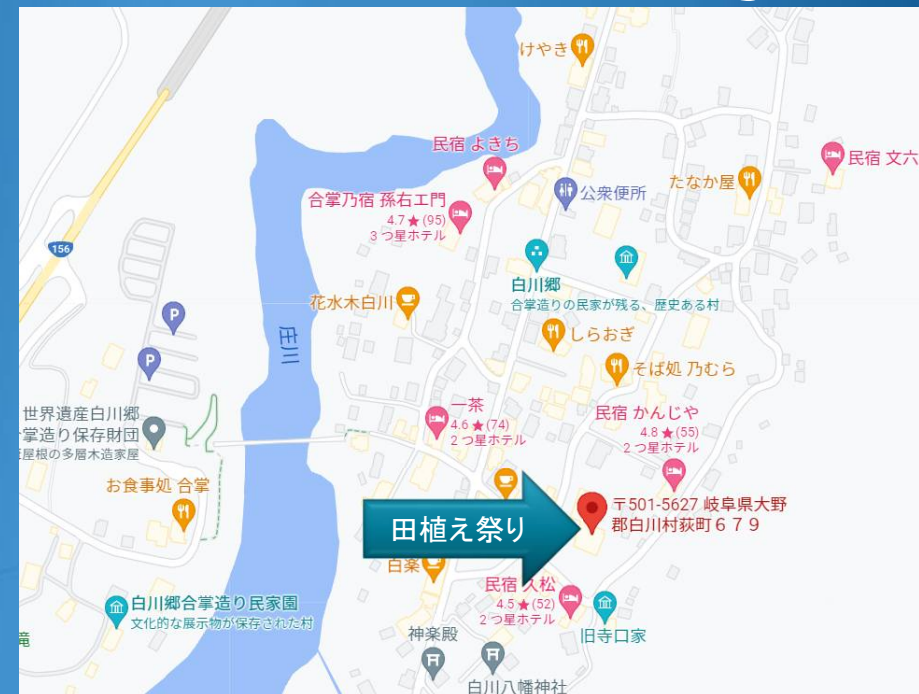 けやき
民宿 よきち
民宿 文六
たなか屋
公衆便所
合掌乃宿 孫右エ門
4.7 ★ (95)
3 つ星ホテル
156
白川郷
合掌造りの民家が残る、歴史ある村
花水木白川
P
庄川
しらおぎ
P
そば処 乃むら
一茶
4.6 ★ (74)
2 つ星ホテル
民宿 かんじや
4.8 ★ (55)
2 つ星ホテル
世界遺産白川郷
掌造り保存財団
屋根の多層木造家屋
お食事処 合掌
〒501-5627 岐阜県大野
郡白川村荻町６７９
田植え祭り
白楽
民宿 久松
4.5 ★ (52)
2 つ星ホテル
白川郷合掌造り民家園
文化的な展示物が保存された村
旧寺口家
神楽殿
白川八幡神社